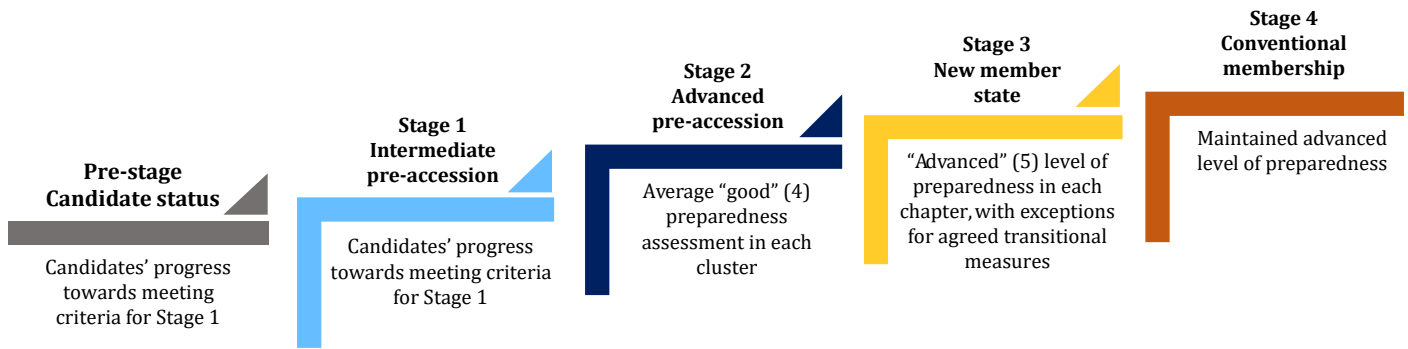 Pre-stage
Candidate status
Candidates’ progress
towards meeting
criteria for Stage 1
Stage 1
Intermediate
pre-accession
Candidates’ progress
towards meeting criteria
for Stage 1
Stage 2
Advanced
pre-accession
Average “good” (4)
preparedness
assessment in each
cluster
Stage 3
New member
state
“Advanced” (5) level of
preparedness in each
chapter, with exceptions
for agreed transitional
measures
Stage 4
Conventional
membership
Maintained advanced
level of preparedness